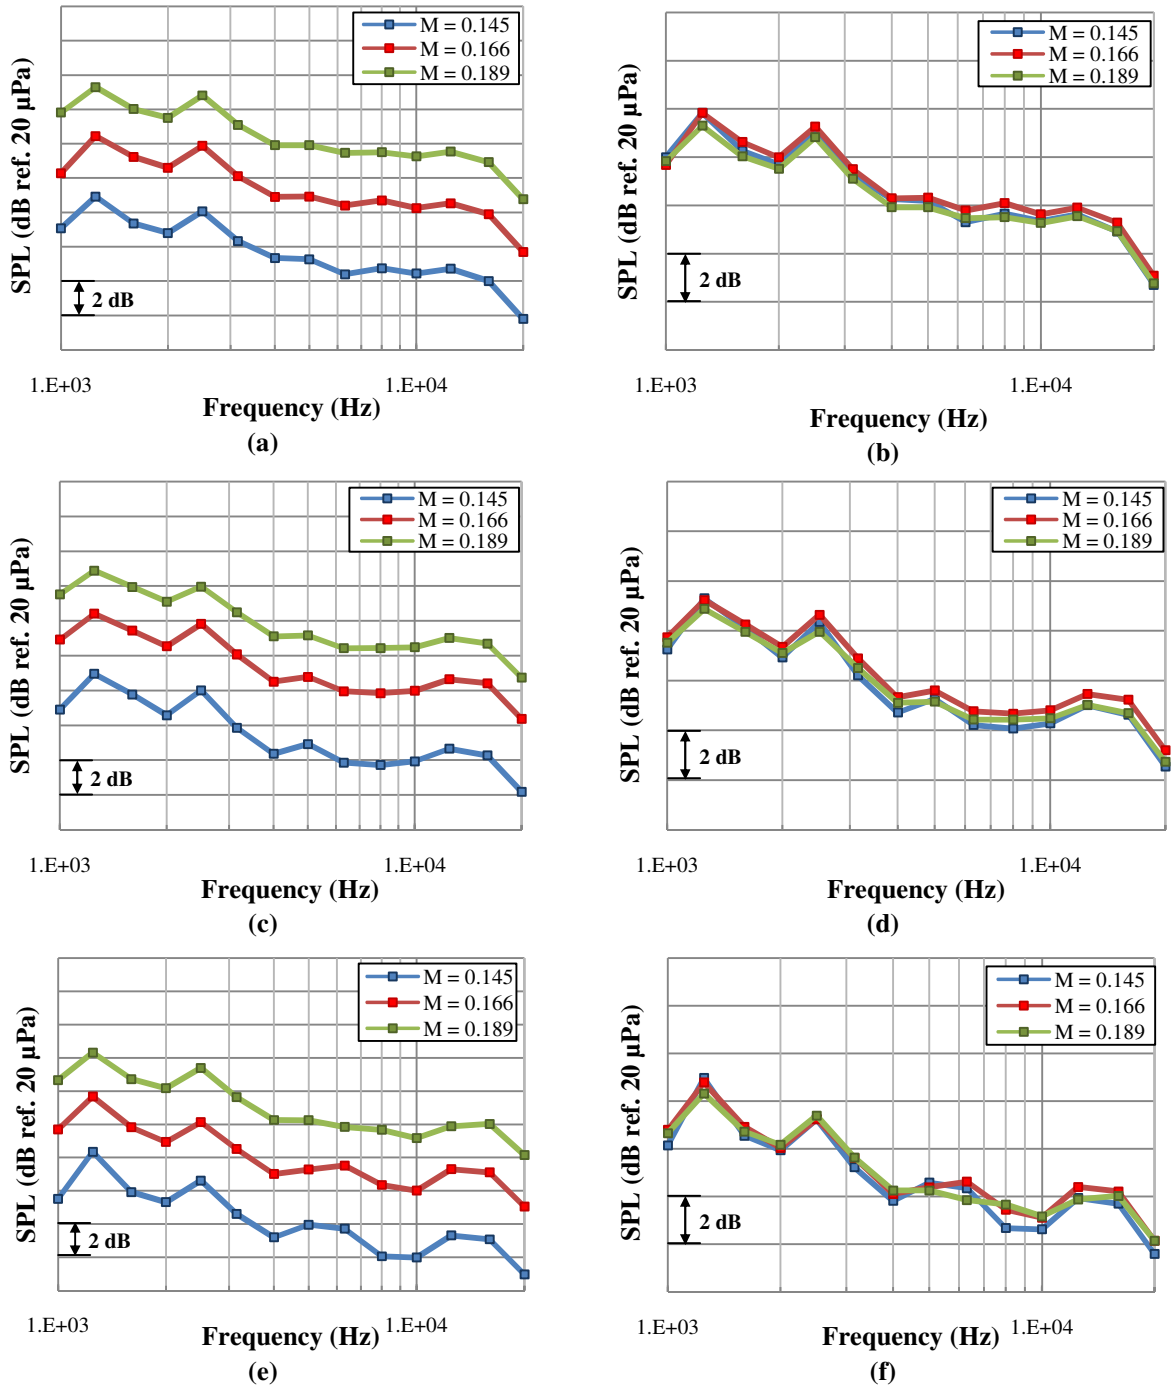 SPL (dB ref. 20 µPa)
M = 0.145
M = 0.166
M = 0.189
2 dB
1.E+03
1.E+04
Frequency (Hz)
(a)
SPL (dB ref. 20 µPa)
M = 0.145
M = 0.166
M = 0.189
2 dB
1.E+03
1.E+04
Frequency (Hz)
(b)
SPL (dB ref. 20 µPa)
M = 0.145
M = 0.166
M = 0.189
2 dB
1.E+03
1.E+04
Frequency (Hz)
(c)
SPL (dB ref. 20 µPa)
M = 0.145
M = 0.166
M = 0.189
2 dB
1.E+03
1.E+04
Frequency (Hz)
(d)
SPL (dB ref. 20 µPa)
M = 0.145
M = 0.166
M = 0.189
2 dB
1.E+03
1.E+04
Frequency (Hz)
(e)
SPL (dB ref. 20 µPa)
M = 0.145
M = 0.166
M = 0.189
2 dB
1.E+03
1.E+04
Frequency (Hz)
(f)